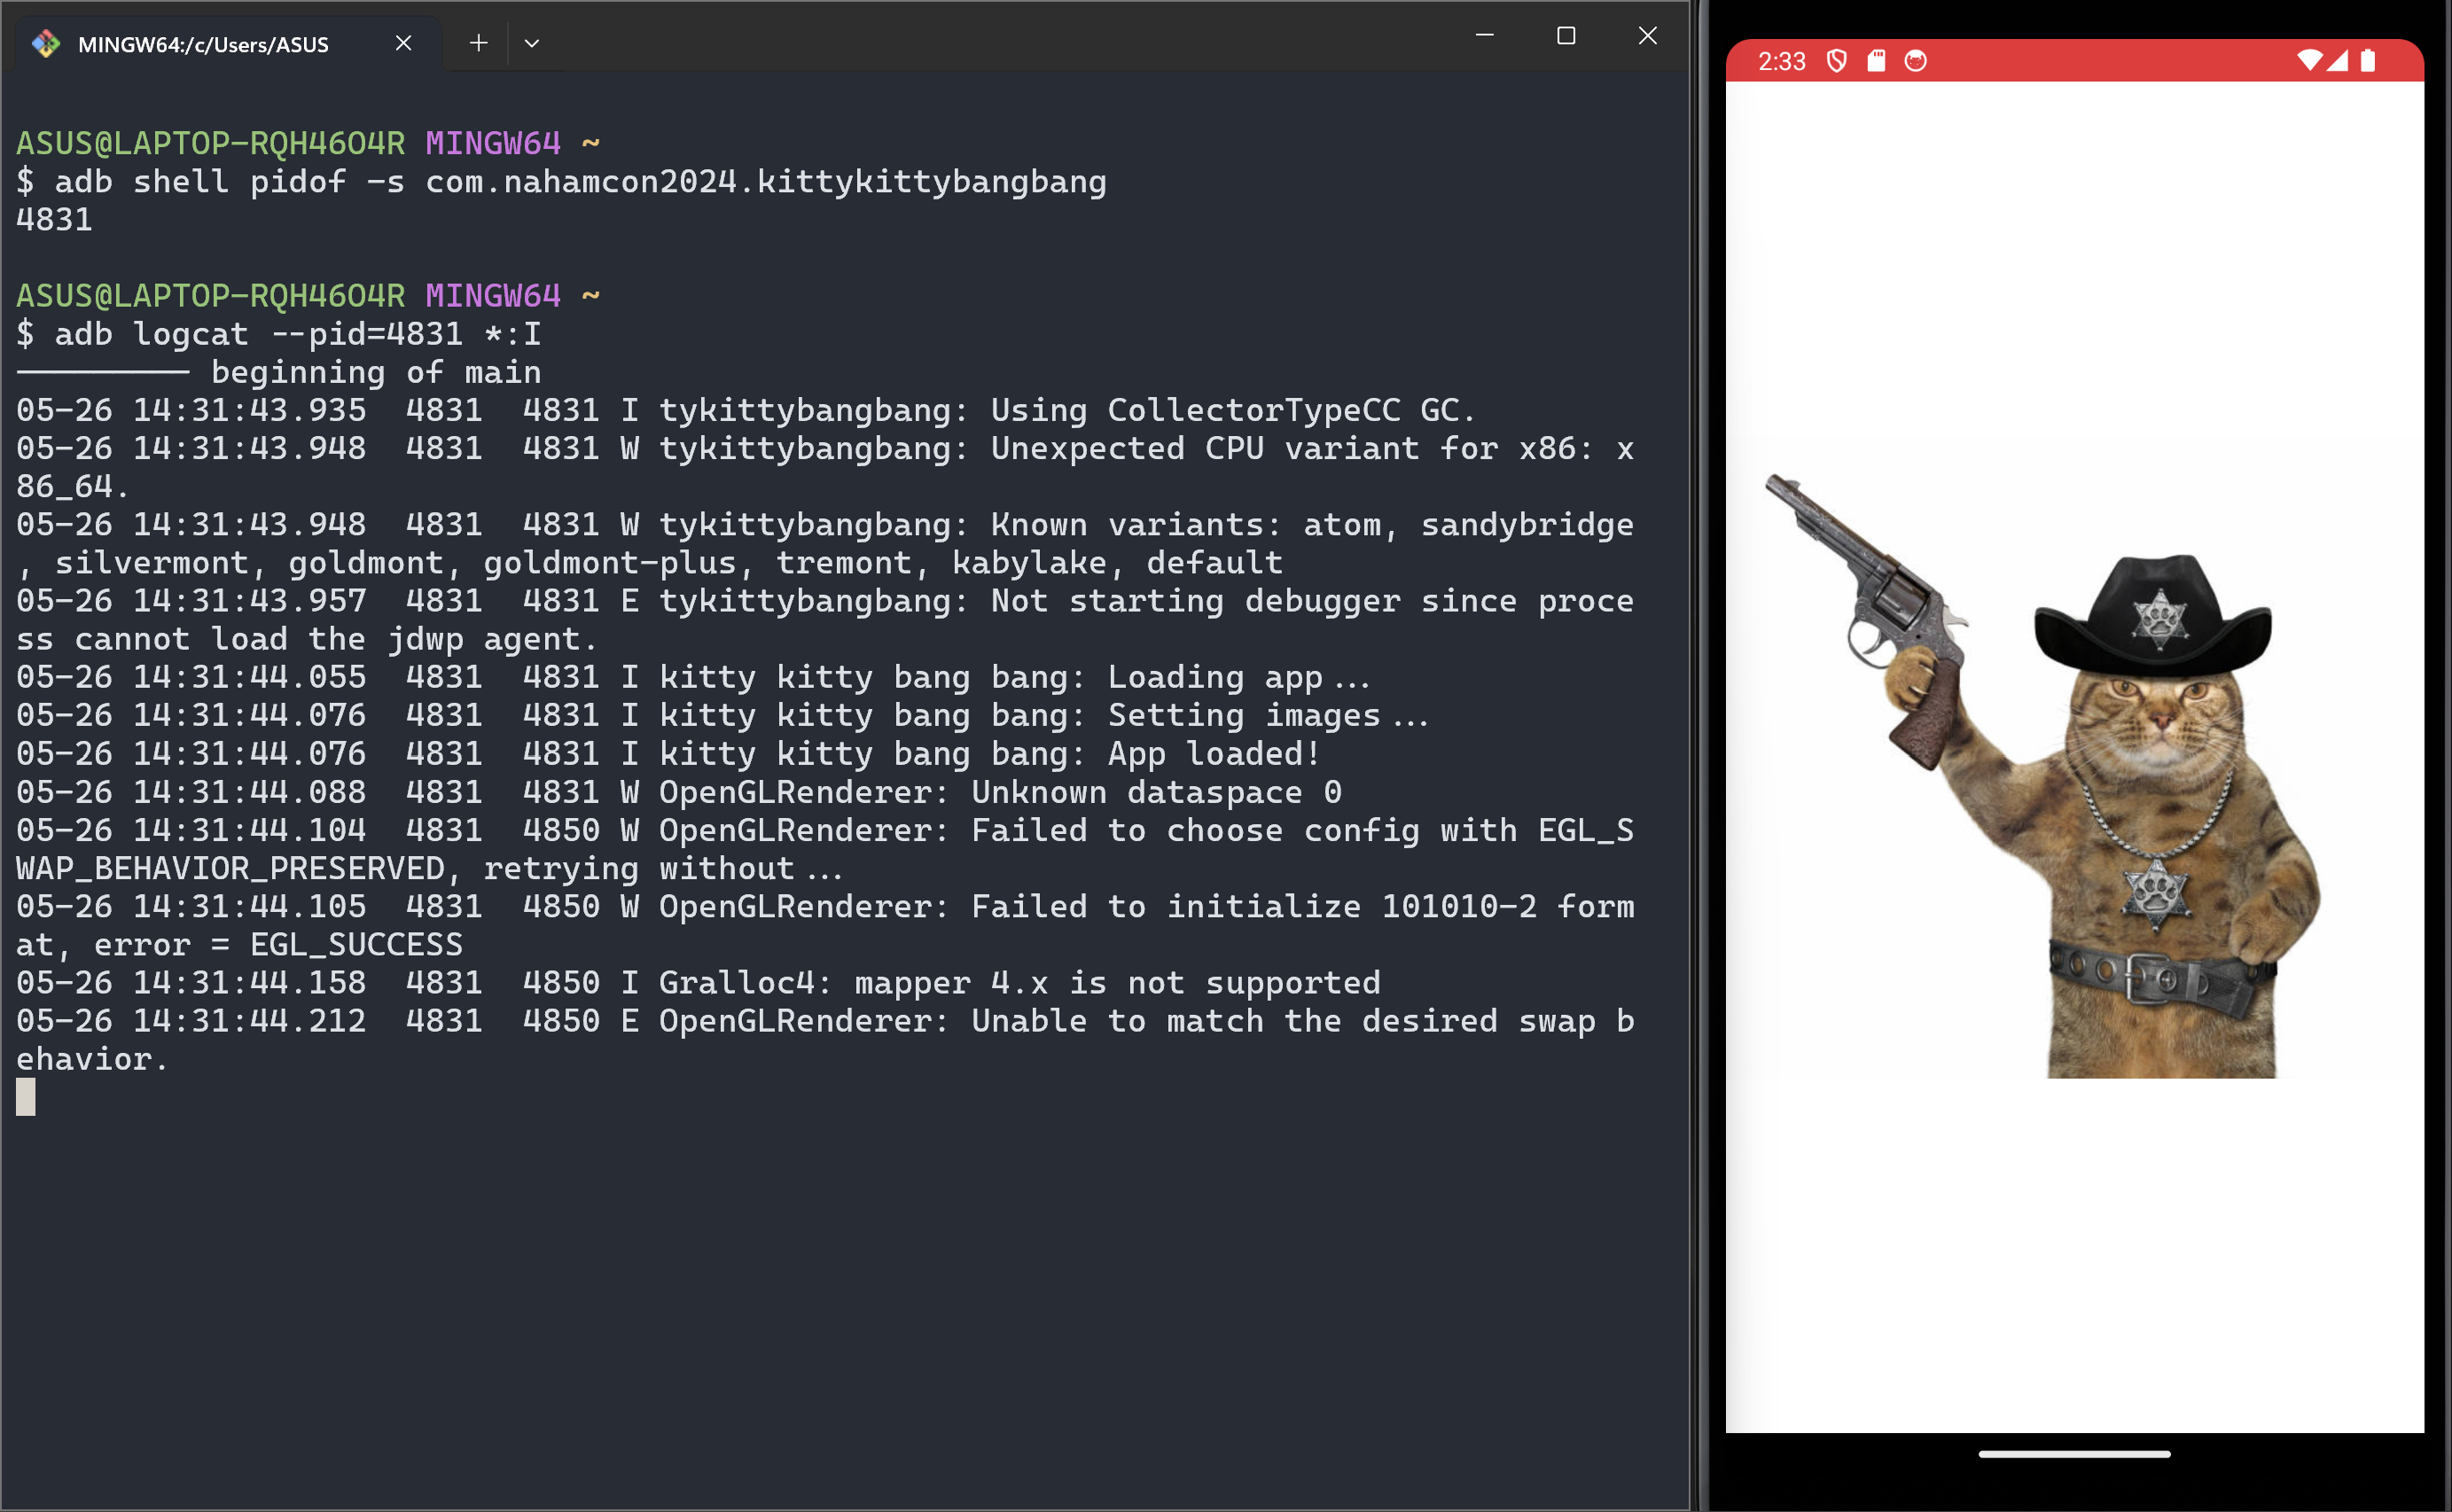 MINGW64:/c/Users/ASUS
ASUS@LAPTOP-RQH46O4R MINGW64 ~
$ adb shell pidof -s com.nahamcon2024.kittykittybangbang
4831
ASUS@LAPTOP-RQH46O4R MINGW64 ~
$ adb logcat --pid=4831 *:I
--------- beginning of main
05-26 14:31:43.935  4831  4831 I tykittybangbang: Using CollectorTypeCC GC.
05-26 14:31:43.948  4831  4831 W tykittybangbang: Unexpected CPU variant for x86: x
86_64.
05-26 14:31:43.948  4831  4831 W tykittybangbang: Known variants: atom, sandybridge
, silvermont, goldmont, goldmont-plus, tremont, kabylake, default
05-26 14:31:43.957  4831  4831 E tykittybangbang: Not starting debugger since proce
ss cannot load the jdwp agent.
05-26 14:31:44.055  4831  4831 I kitty kitty bang bang: Loading app...
05-26 14:31:44.076  4831  4831 I kitty kitty bang bang: Setting images...
05-26 14:31:44.076  4831  4831 I kitty kitty bang bang: App loaded!
05-26 14:31:44.088  4831  4831 W OpenGLRenderer: Unknown dataspace 0
05-26 14:31:44.104  4831  4850 W OpenGLRenderer: Failed to choose config with EGL_S
WAP_BEHAVIOR_PRESERVED, retrying without...
05-26 14:31:44.105  4831  4850 W OpenGLRenderer: Failed to initialize 101010-2 form
at, error = EGL_SUCCESS
05-26 14:31:44.158  4831  4850 I Gralloc4: mapper 4.x is not supported
05-26 14:31:44.212  4831  4850 E OpenGLRenderer: Unable to match the desired swap b
ehavior.
2:33